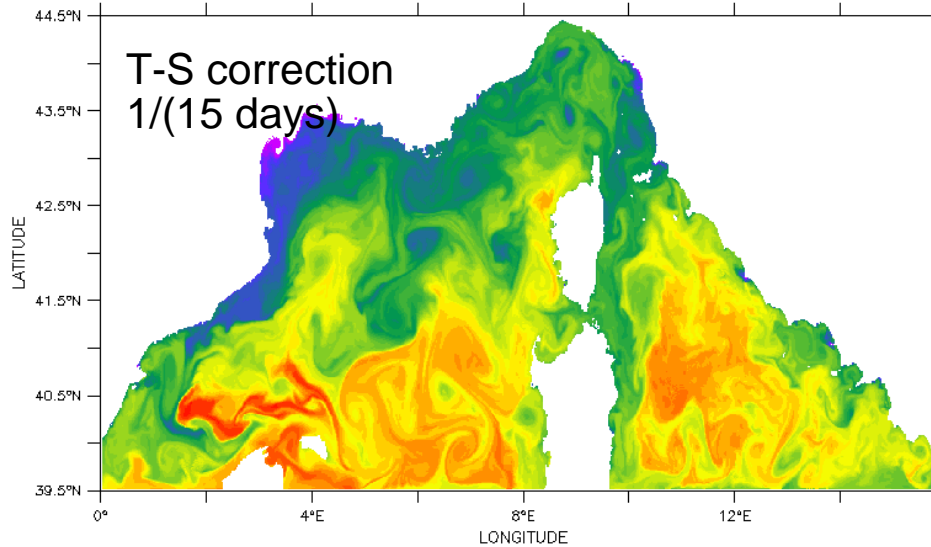 44.5°N
T-S correction
1/(15 days)
43.5°N
42.5°N
LATITUDE
41.5°N
40.5°N
39.5°N
0° 4°E 8°E 12°E
LONGITUDE